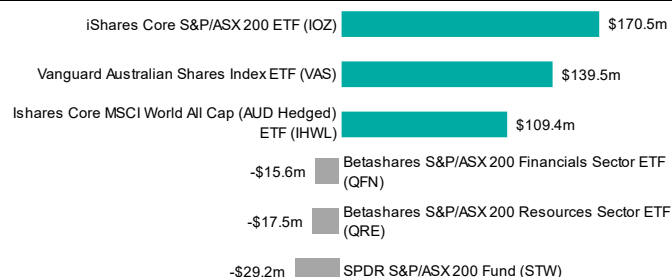 iShares Core S&P/ASX 200 ETF (IOZ) $170.5m
Vanguard Australian Shares Index ETF (VAS) $139.5m
Ishares Core MSCI World All Cap (AUD Hedged)
ETF (IHWL) $109.4m
-$15.6m Betashares S&P/ASX 200 Financials Sector ETF
(QFN)
-$17.5m Betashares S&P/ASX 200 Resources Sector ETF
(QRE)
-$29.2m SPDR S&P/ASX 200 Fund (STW)